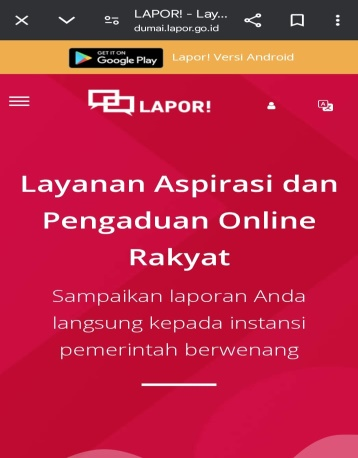 LAPOR! - Lay...
dumai.lapor.go.id
GET IT ON
Google Play
Lapor! Versi Android
LAPOR!
Layanan Aspirasi dan
Pengaduan Online
Rakyat
Sampaikan laporan Anda
langsung kepada instansi
pemerintah berwenang